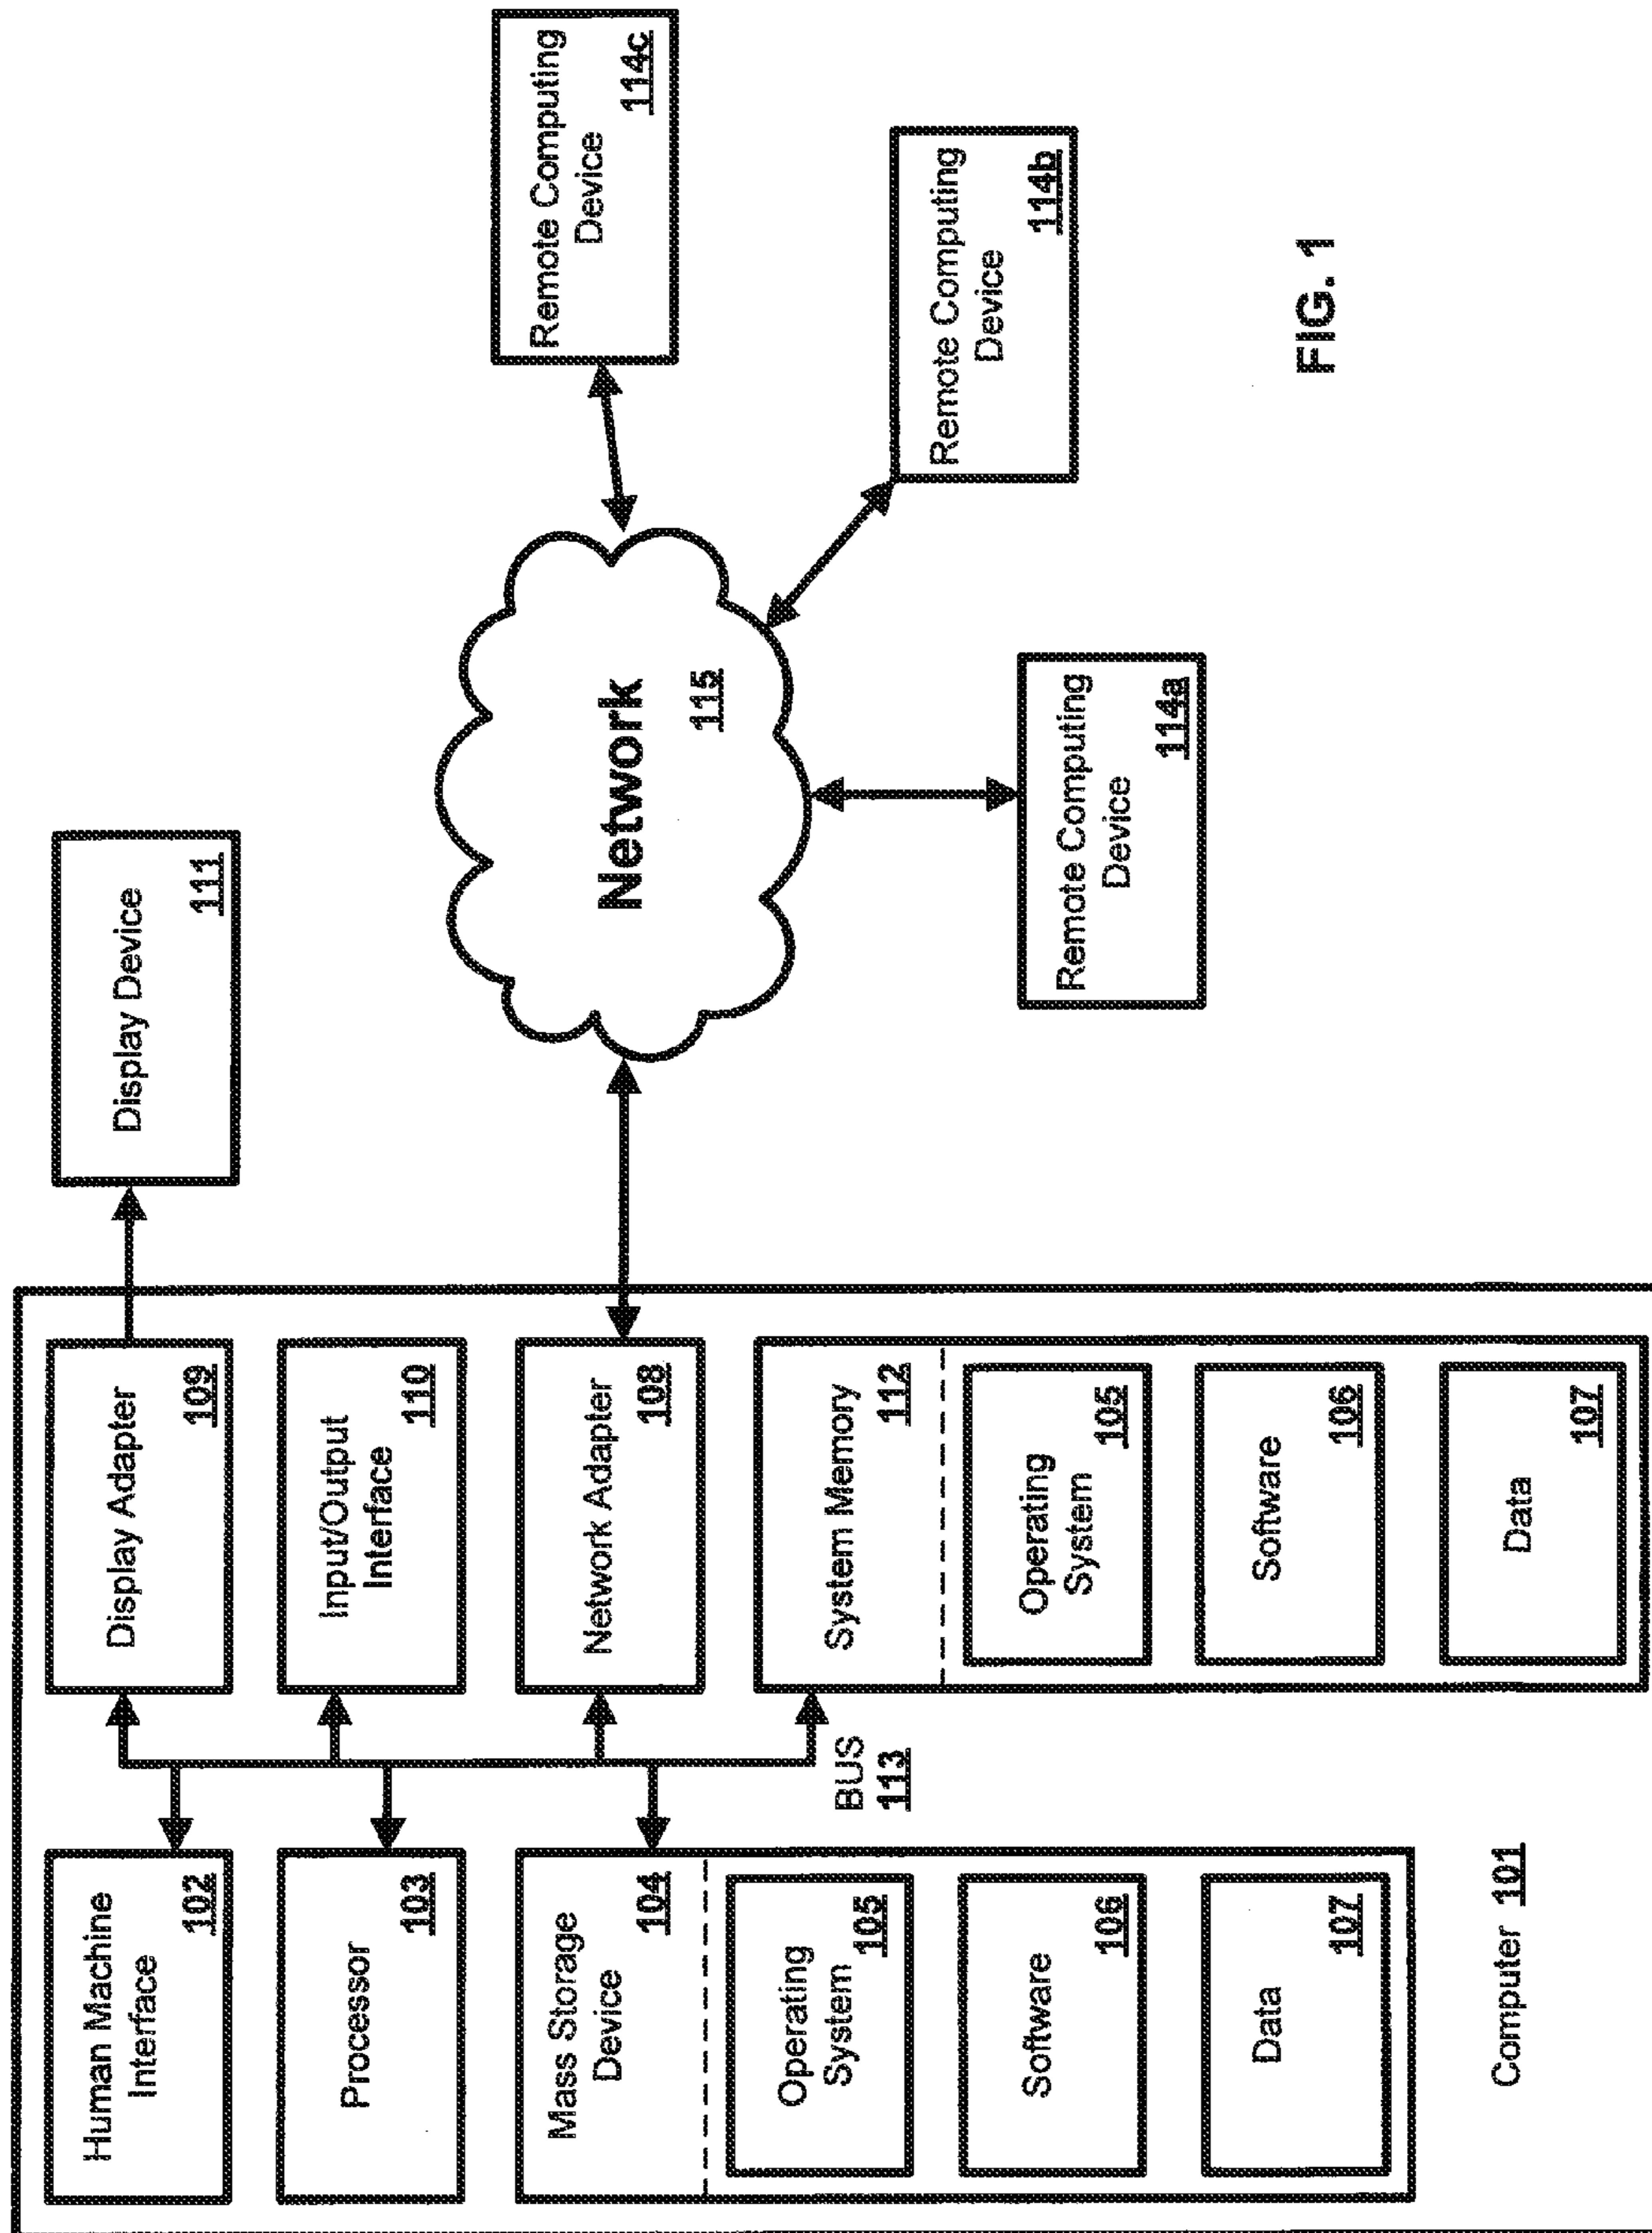 Human Machine
Interface
102
Processor
103
Mass Storage
Device
104
Operating
System
105
Software
106
Data
107
Computer 101
BUS
113
Display Adapter
109
Input/Output
Interface
110
Network Adapter
108
System Memory
112
Operating
System
105
Software
106
Data
107
Display Device
111
Network
115
Remote Computing
Device
114a
Remote Computing
Device
114b
Remote Computing
Device
114c
FIG. 1